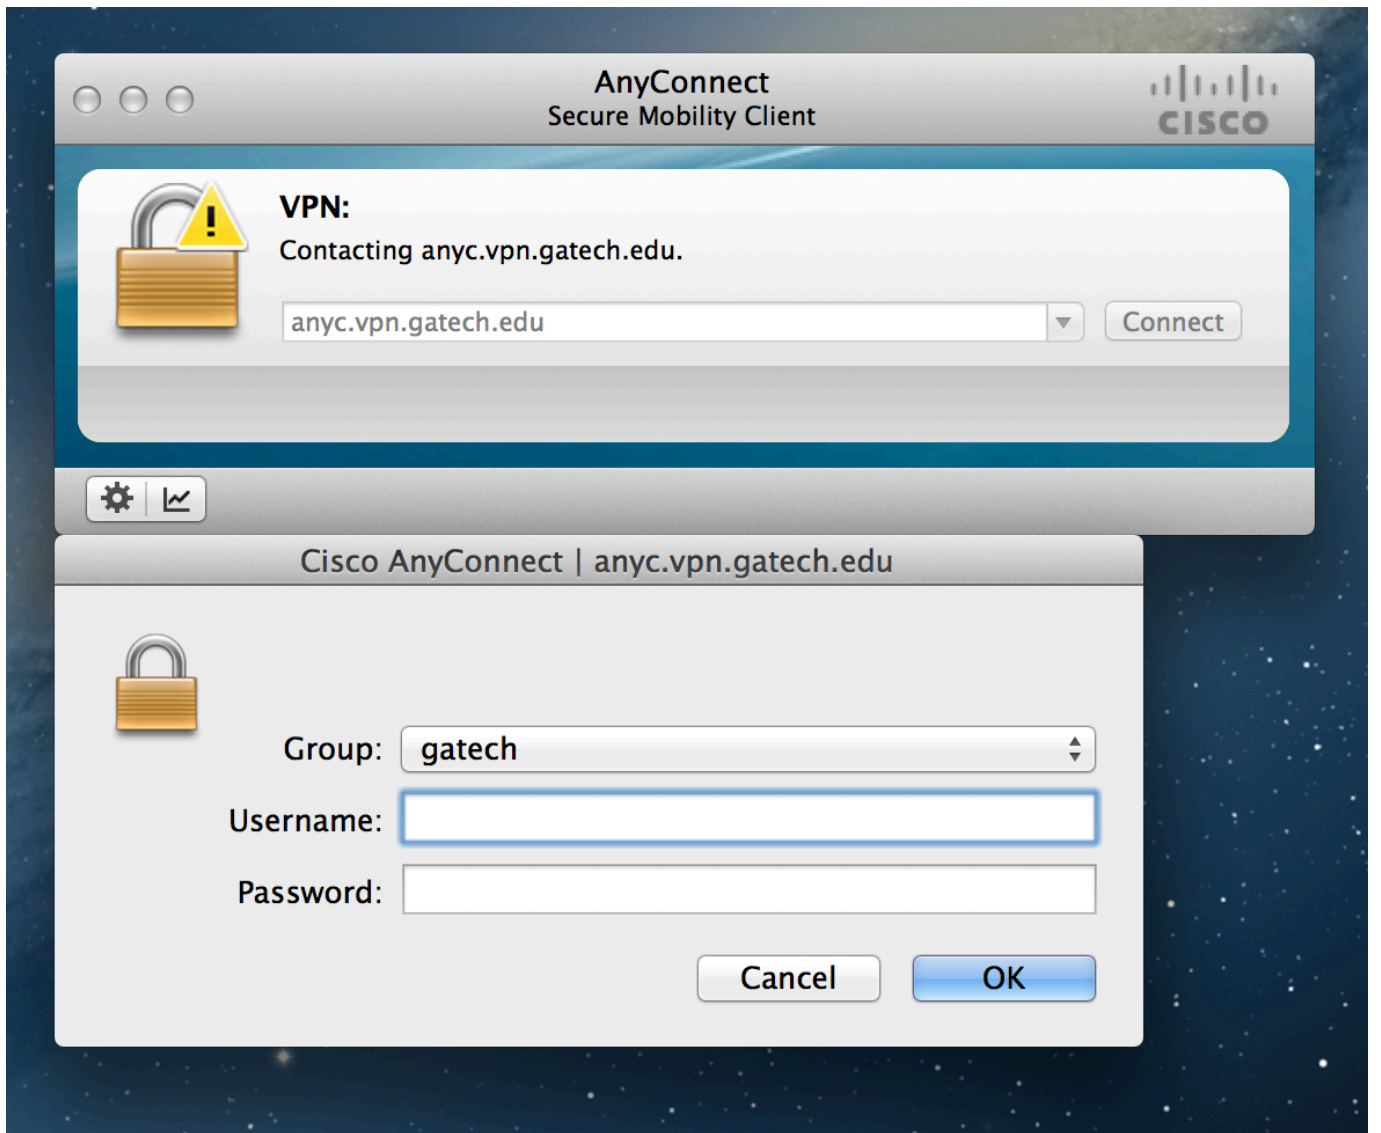 AnyConnect
Secure Mobility Client
CISCO
VPN:
Contacting anyc.vpn.gatech.edu.
anyc.vpn.gatech.edu
Connect
Cisco AnyConnect | anyc.vpn.gatech.edu
Group: gatech
Username:
Password:
Cancel OK